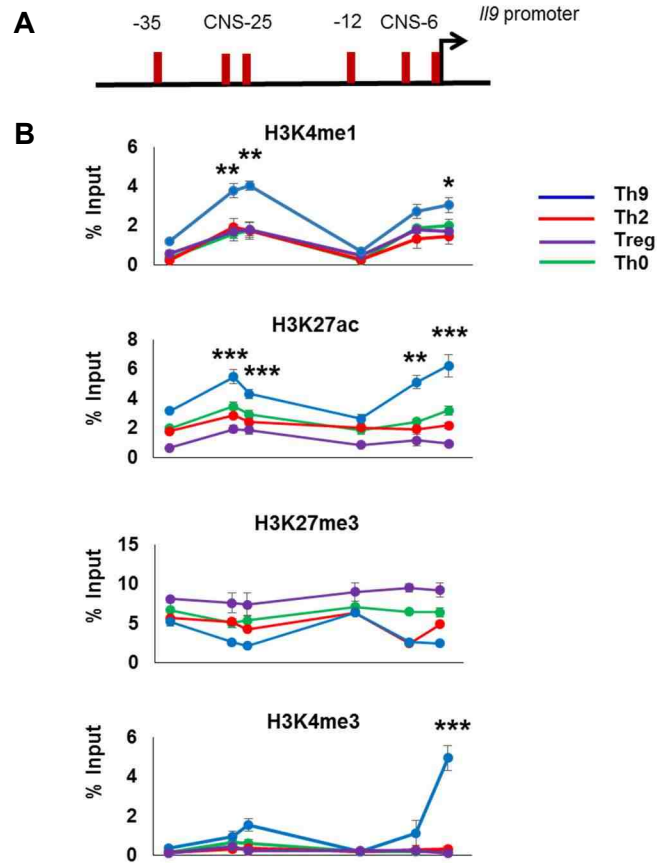 A
-35 CNS-25 -12 CNS-6 Il9 promoter
B
H3K4me1
** ** *
% Input
6
4
2
0
Th9
Th2
Treg
Th0
H3K27ac
*** *** ** ***
% Input
8
6
4
2
0
H3K27me3
% Input
15
10
5
0
H3K4me3
***
% Input
6
4
2
0